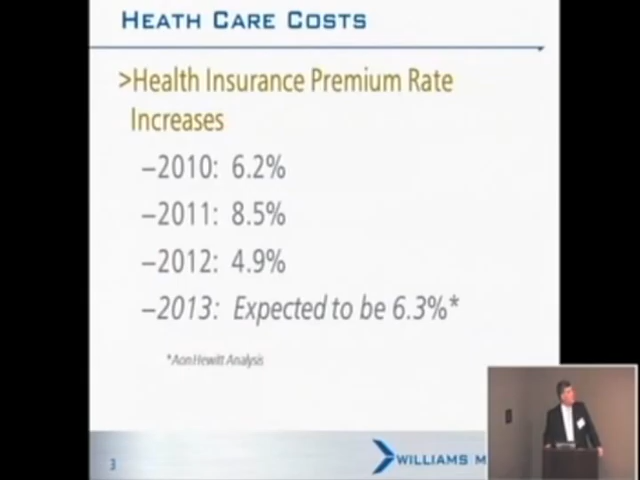 HEATH CARE COSTS
>Health Insurance Premium Rate
Increases
–2010: 6.2%
–2011: 8.5%
–2012: 4.9%
–2013: Expected to be 6.3%*
*Aon Hewitt Analysis
3
WILLIAMS M